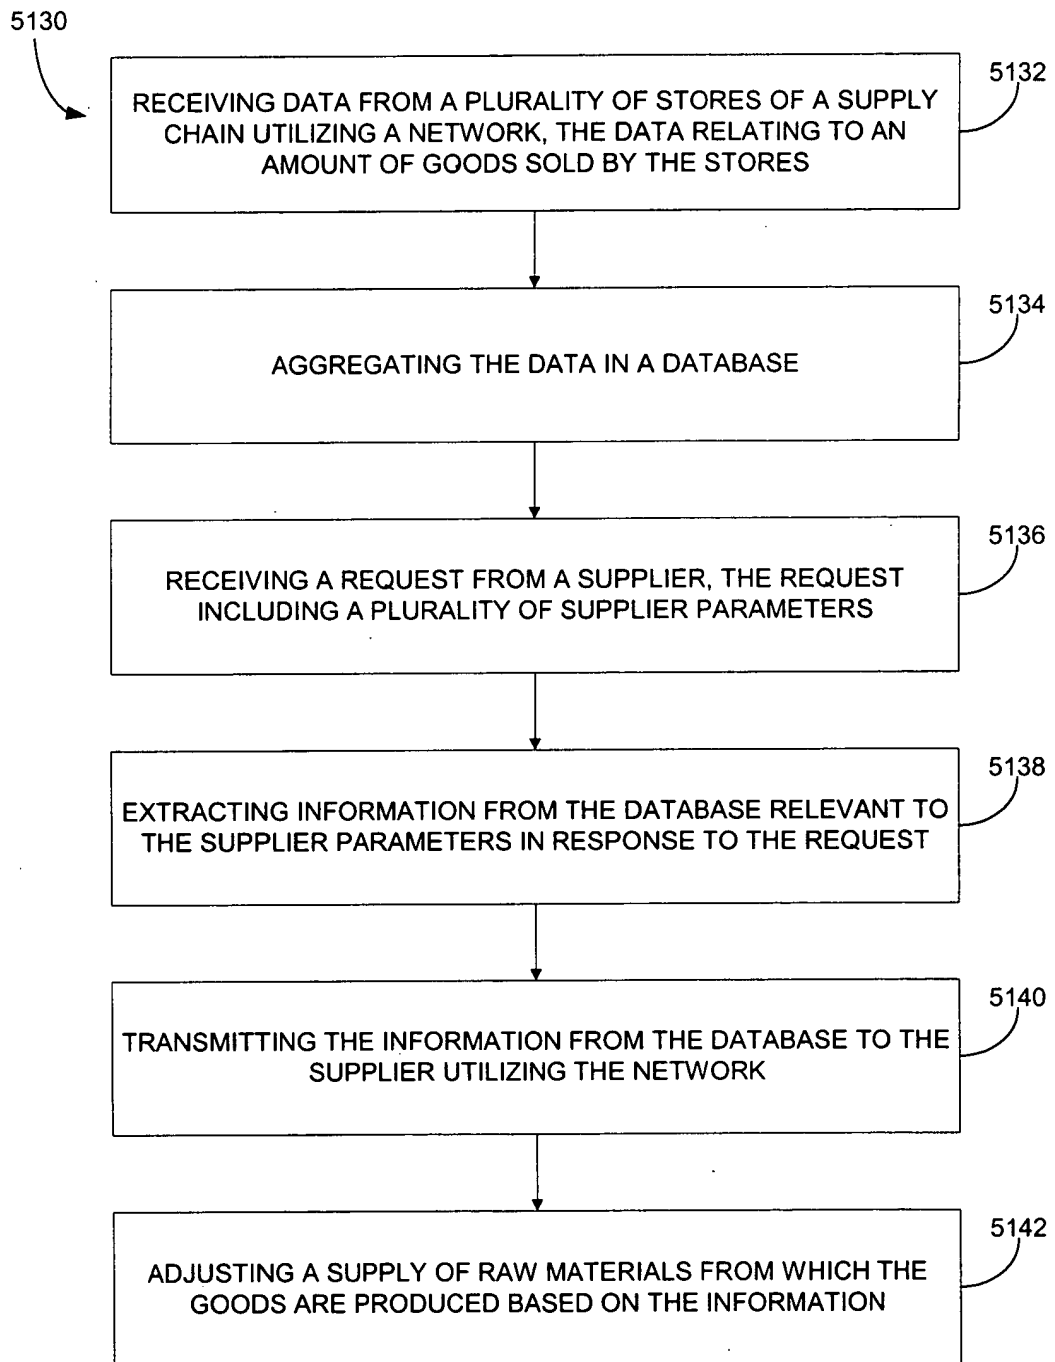 5130
5132
RECEIVING DATA FROM A PLURALITY OF STORES OF A SUPPLY
CHAIN UTILIZING A NETWORK, THE DATA RELATING TO AN
AMOUNT OF GOODS SOLD BY THE STORES
5134
AGGREGATING THE DATA IN A DATABASE
5136
RECEIVING A REQUEST FROM A SUPPLIER, THE REQUEST
INCLUDING A PLURALITY OF SUPPLIER PARAMETERS
5138
EXTRACTING INFORMATION FROM THE DATABASE RELEVANT TO
THE SUPPLIER PARAMETERS IN RESPONSE TO THE REQUEST
5140
TRANSMITTING THE INFORMATION FROM THE DATABASE TO THE
SUPPLIER UTILIZING THE NETWORK
5142
ADJUSTING A SUPPLY OF RAW MATERIALS FROM WHICH THE
GOODS ARE PRODUCED BASED ON THE INFORMATION